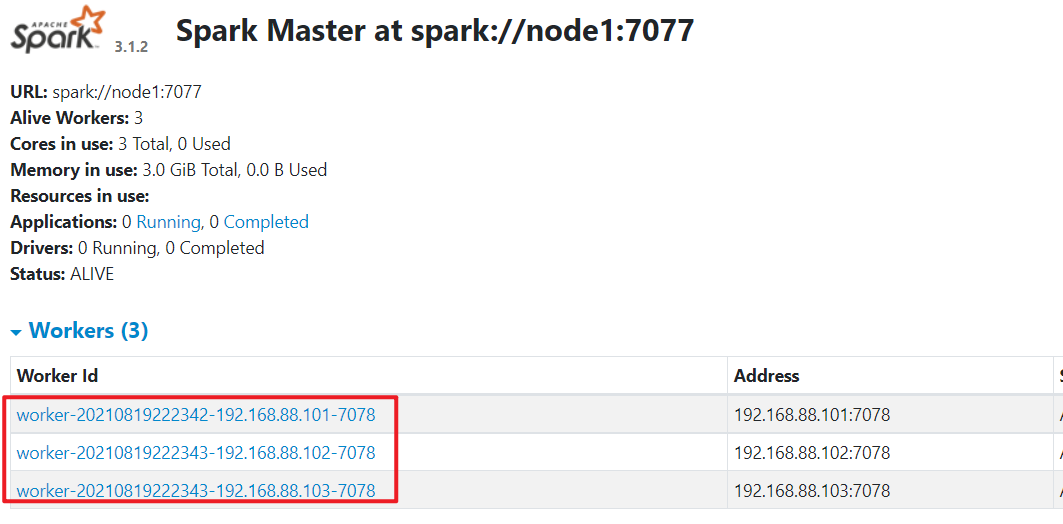 APACHE
Spark 3.1.2 Spark Master at spark://node1:7077
URL: spark://node1:7077
Alive Workers: 3
Cores in use: 3 Total, 0 Used
Memory in use: 3.0 GiB Total, 0.0 B Used
Resources in use:
Applications: 0 Running, 0 Completed
Drivers: 0 Running, 0 Completed
Status: ALIVE
Workers (3)
Worker Id Address
worker-20210819222342-192.168.88.101-7078 192.168.88.101:7078
worker-20210819222343-192.168.88.102-7078 192.168.88.102:7078
worker-20210819222343-192.168.88.103-7078 192.168.88.103:7078